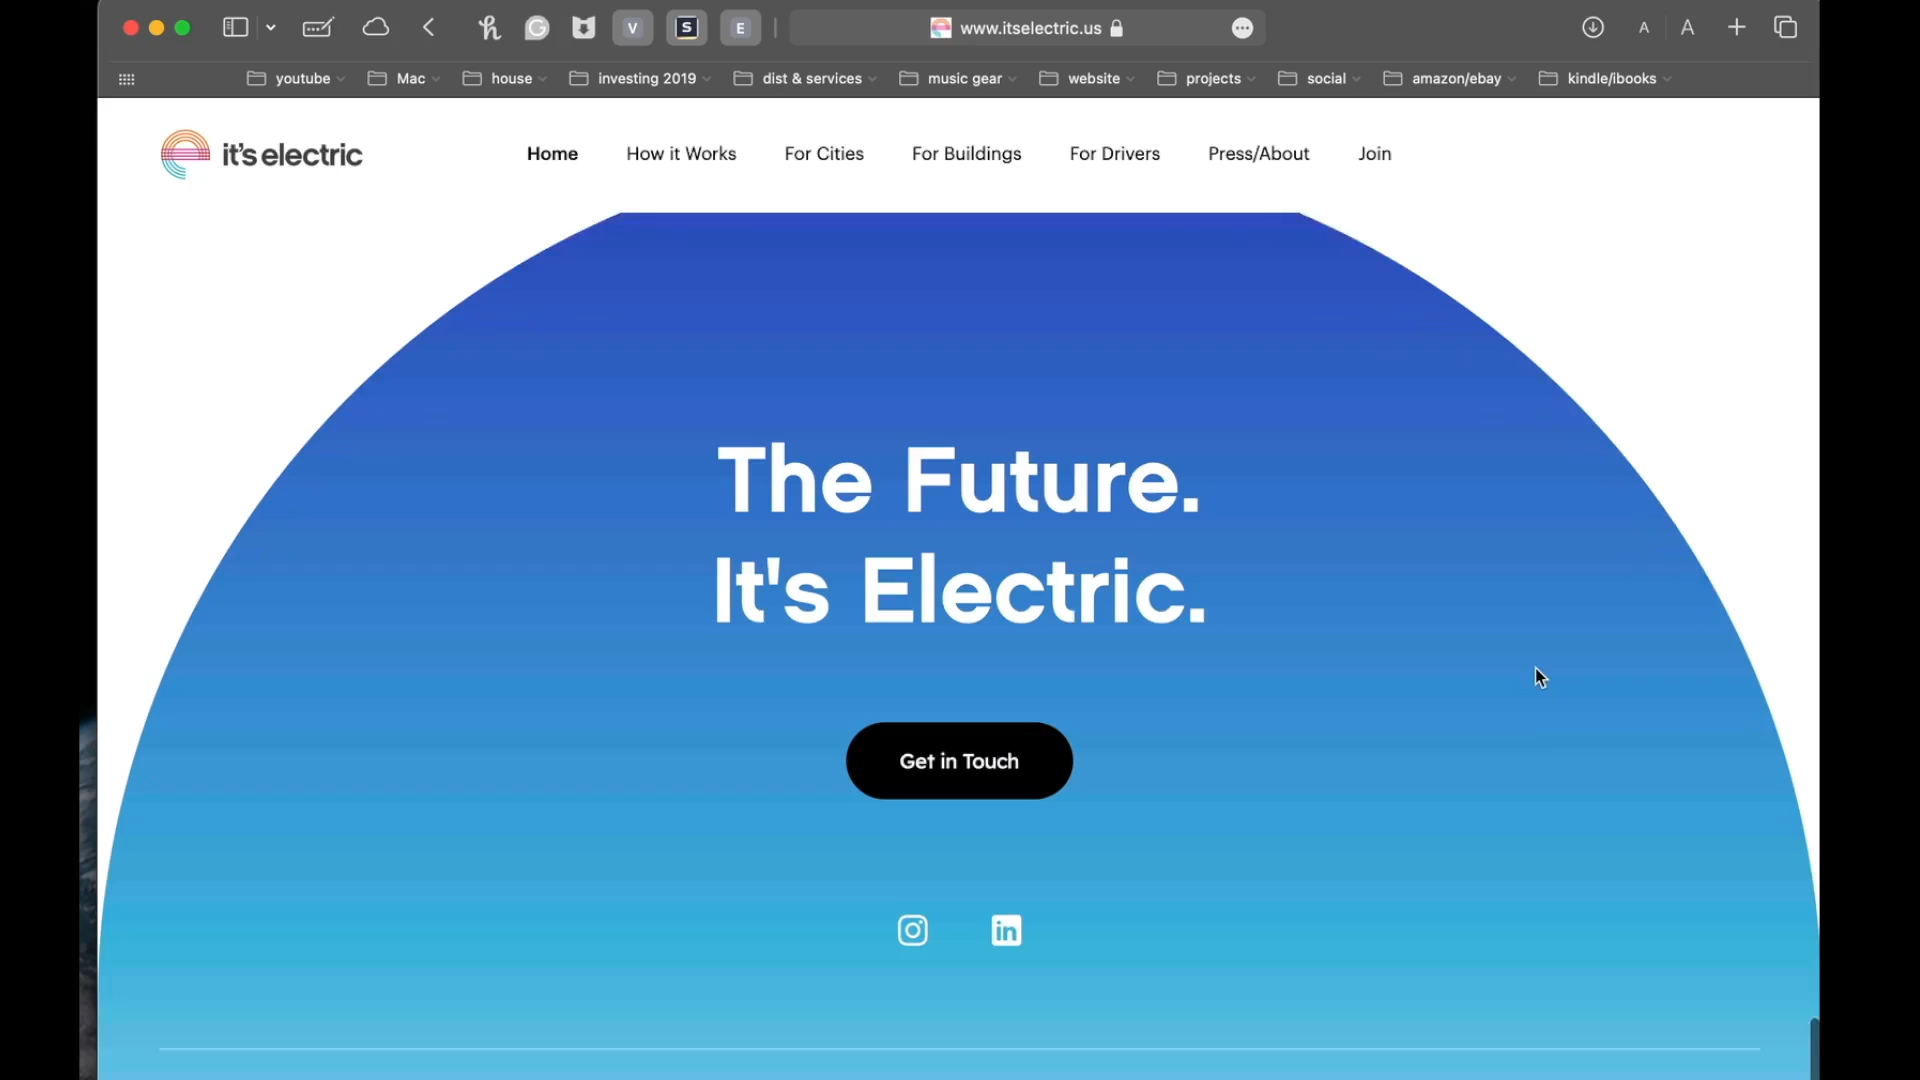 V
S
E
www.itselectric.us
A
A
youtube
Mac
house
investing 2019
dist & services
music gear
website
projects
social
amazon/ebay
kindle/ibooks
it's electric
Home
How it Works
For Cities
For Buildings
For Drivers
Press/About
Join
The Future.
It's Electric.
Get in Touch
in